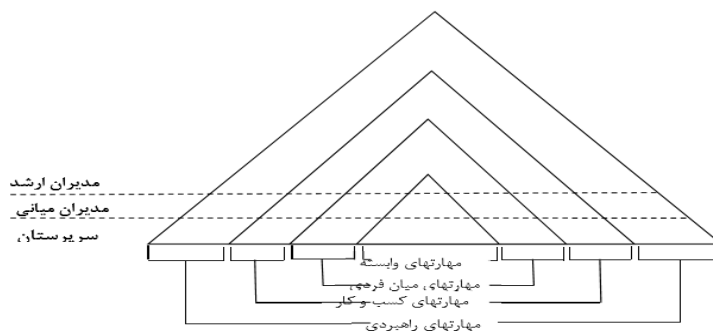 مدیران ارشد
مدیران میانی
سرپرستان
مهارتهای وابسته
مهارتهای میان فردی
مهارتهای کسب و کار
مهارتهای راهبردی